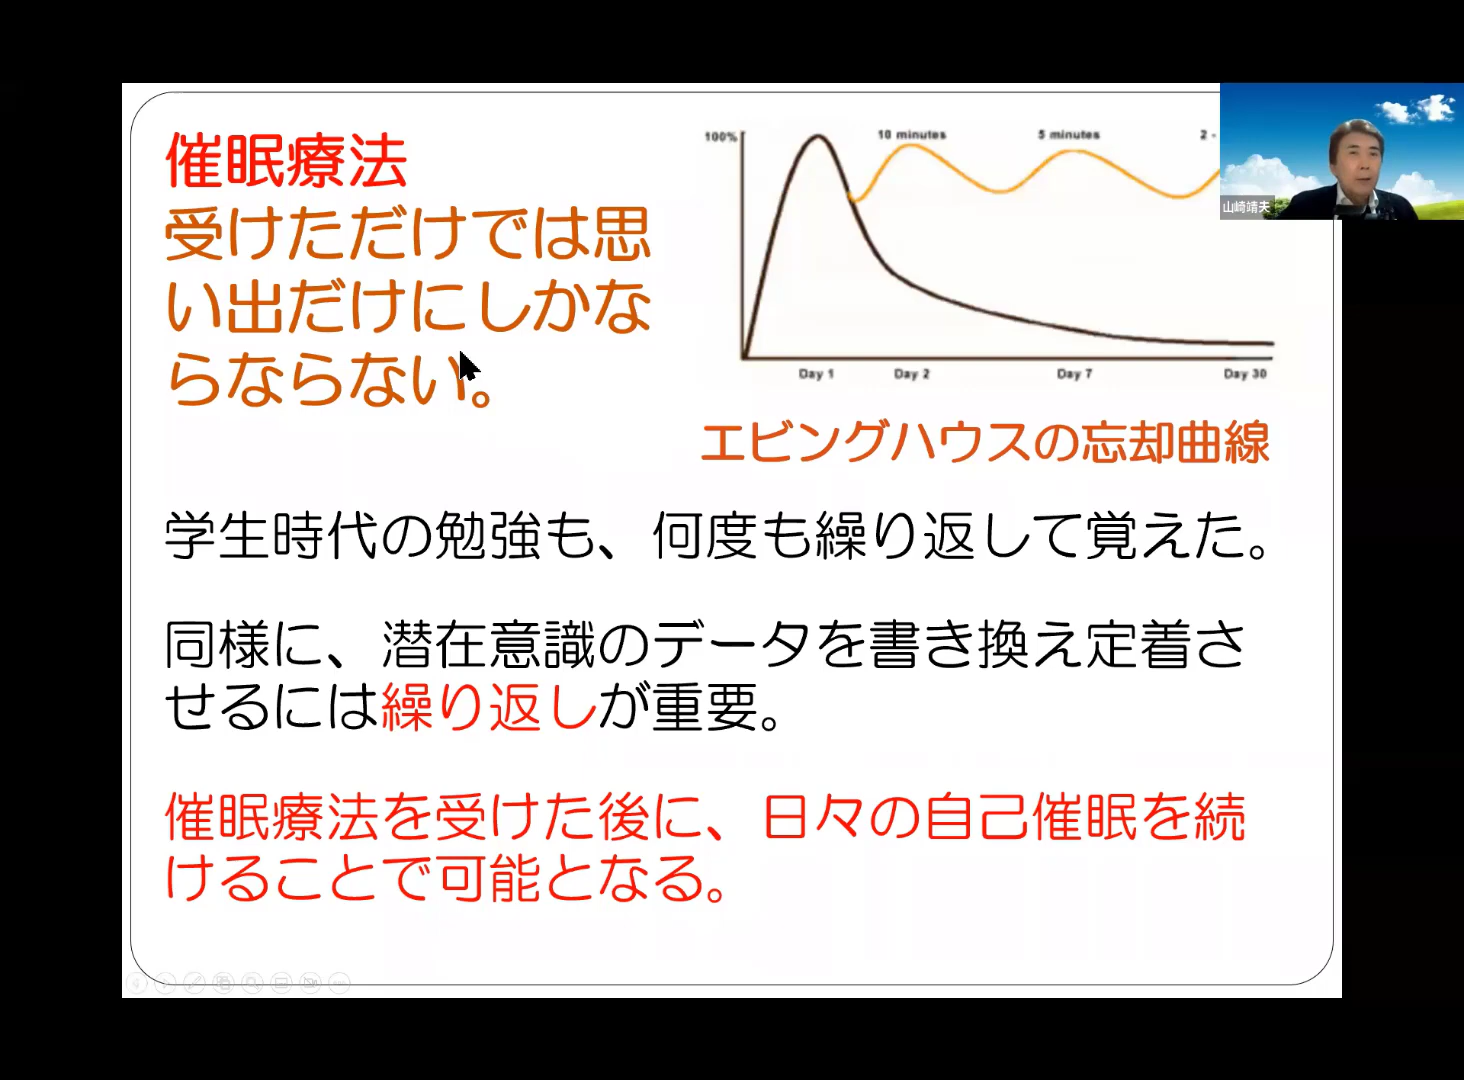 催眠療法
受けただけでは思
い出だけにしかな
らならない。
100%
10 minutes
5 minutes
2 -
Day 1
Day 2
Day 7
Day 30
エビングハウスの忘却曲線
山崎靖夫
学生時代の勉強も、何度も繰り返して覚えた。
同様に、潜在意識のデータを書き換え定着さ
せるには繰り返しが重要。
催眠療法を受けた後に、日々の自己催眠を続
けることで可能となる。